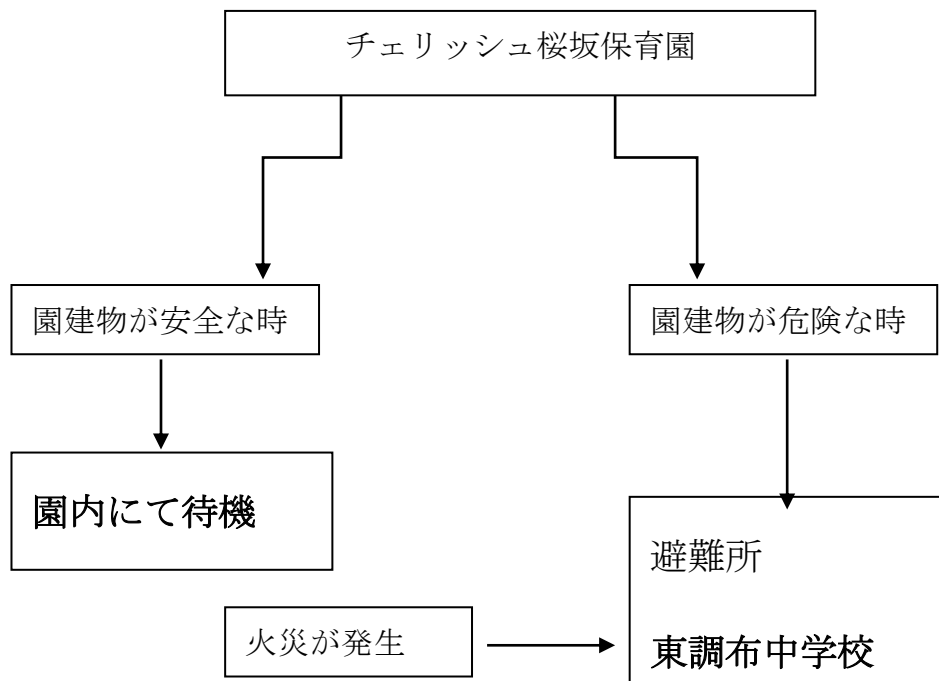 チェリッシュ桜坂保育園
園建物が安全な時
園建物が危険な時
園内にて待機
避難所
火災が発生
東調布中学校